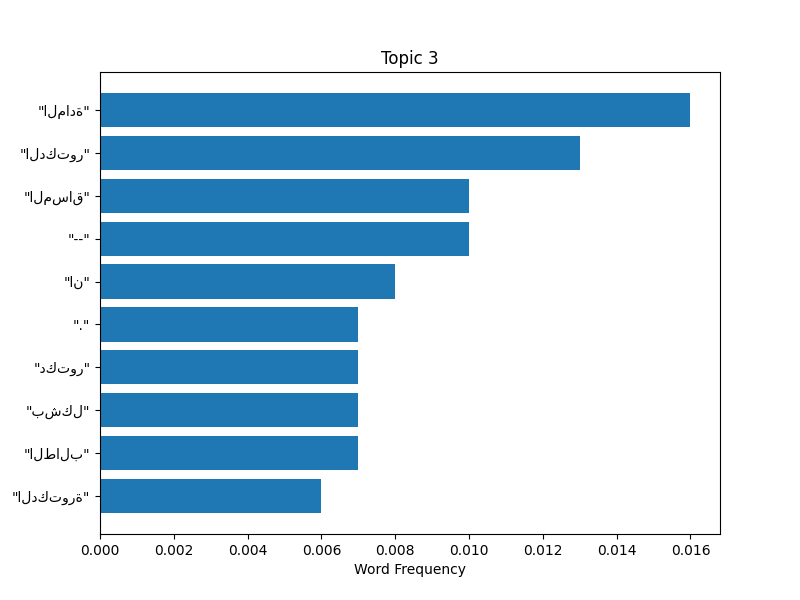 Topic 3
"المادة"
"الدكتور"
"المساق"
"--"
"ان"
"."
"دكتور"
"بشكل"
"الطالب"
"الدكتورة"
0.000 0.002 0.004 0.006 0.008 0.010 0.012 0.014 0.016
Word Frequency